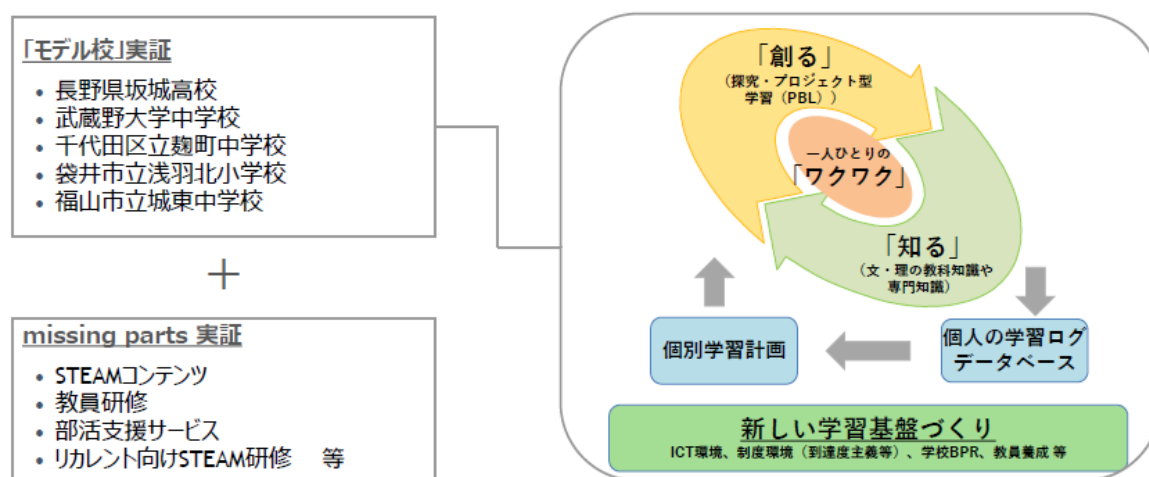 「モデル校」実証
• 長野県坂城高校
• 武蔵野大学中学校
• 千代田区立麹町中学校
• 袋井市立浅羽北小学校
• 福山市立城東中学校
＋
missing parts 実証
• STEAMコンテンツ
• 教員研修
• 部活支援サービス
• リカレント向けSTEAM研修　等
「創る」
（探究・プロジェクト型
学習（PBL））
一人ひとりの
「ワクワク」
「知る」
（文・理の教科知識や
専門知識）
個別学習計画
個人の学習ログ
データベース
新しい学習基盤づくり
ICT環境、制度環境（到達度主義等）、学校BPR、教員養成 等